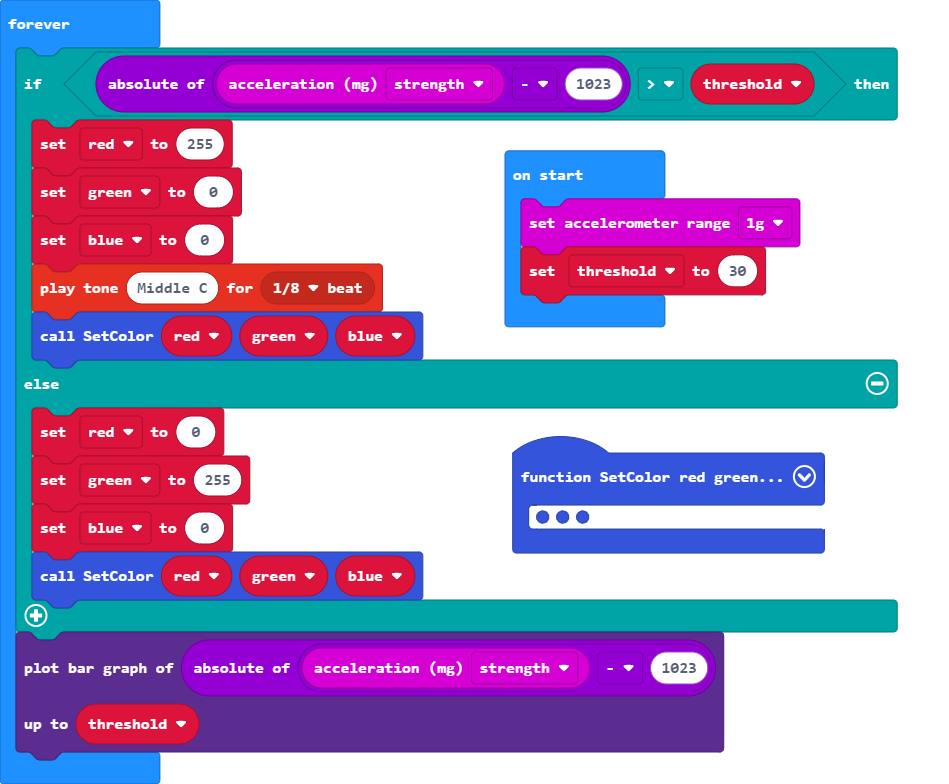 forever
if absolute of acceleration (mg) strength - 1023 > threshold then
set red to 255
set green to 0
set blue to 0
play tone Middle C for 1/8 beat
call SetColor red green blue
else
set red to 0
set green to 255
set blue to 0
call SetColor red green blue
plot bar graph of absolute of acceleration (mg) strength - 1023
up to threshold
on start
set accelerometer range 1g
set threshold to 30
function SetColor red green...